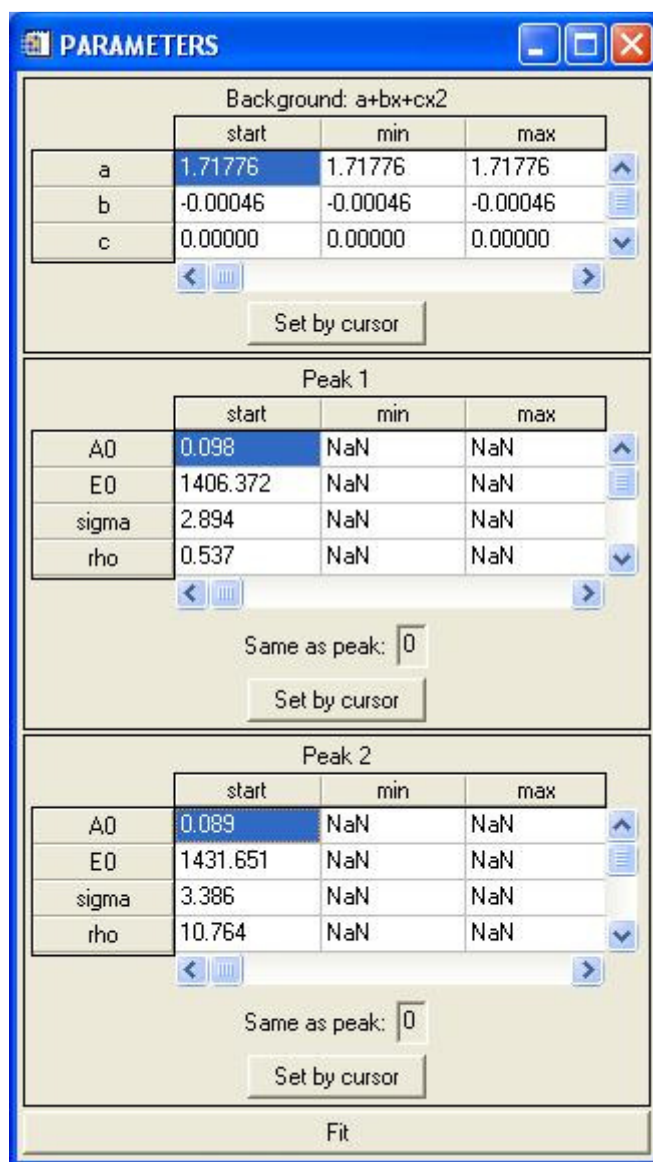 PARAMETERS
Background: a+bx+cx2
start min max
a 1.71776 1.71776 1.71776
b -0.00046 -0.00046 -0.00046
c 0.00000 0.00000 0.00000
Set by cursor
Peak 1
start min max
A0 0.098 NaN NaN
E0 1406.372 NaN NaN
sigma 2.894 NaN NaN
rho 0.537 NaN NaN
Same as peak: 0
Set by cursor
Peak 2
start min max
A0 0.089 NaN NaN
E0 1431.651 NaN NaN
sigma 3.386 NaN NaN
rho 10.764 NaN NaN
Same as peak: 0
Set by cursor
Fit